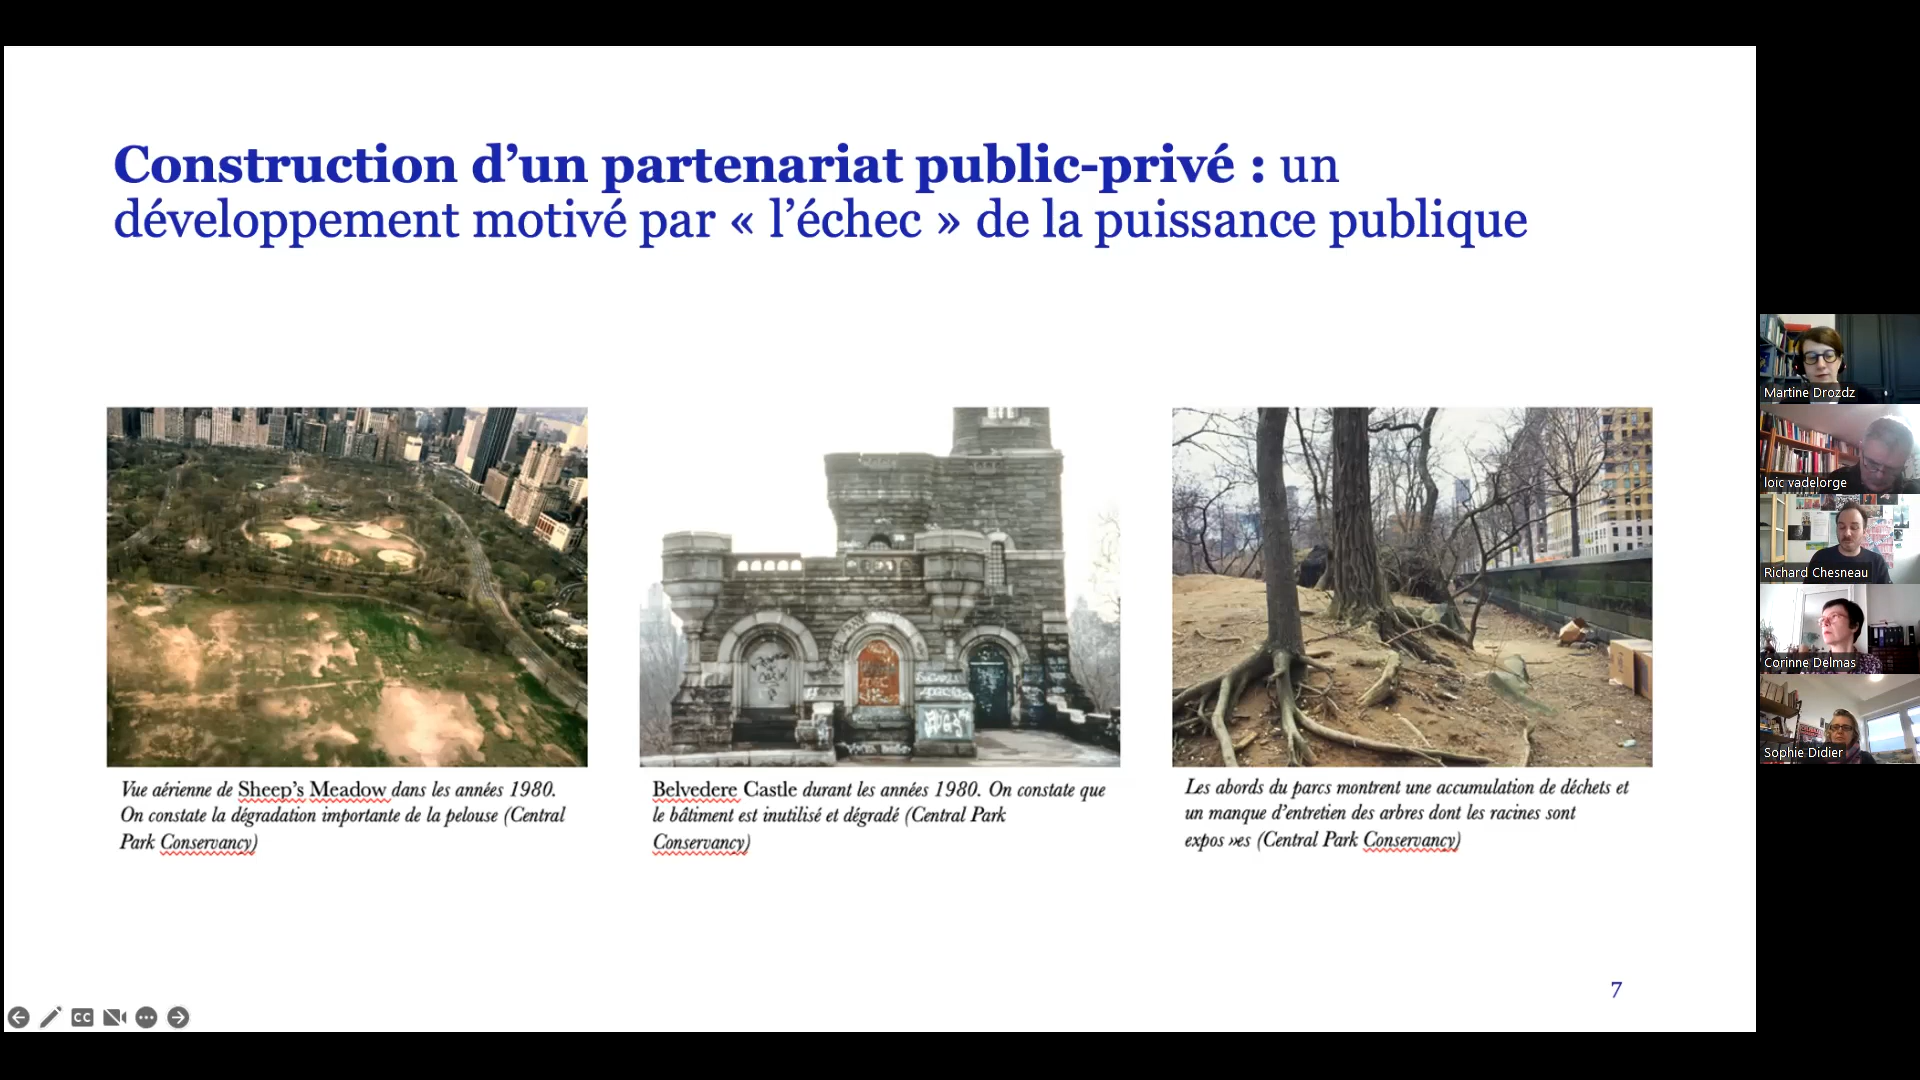 Construction d’un partenariat public-privé : un
développement motivé par « l’échec » de la puissance publique
Vue aérienne de Sheep’s Meadow dans les années 1980.
On constate la dégradation importante de la pelouse (Central
Park Conservancy)
Belvedere Castle durant les années 1980. On constate que
le bâtiment est inutilisé et dégradé (Central Park
Conservancy)
Les abords du parcs montrent une accumulation de déchets et
un manque d’entretien des arbres dont les racines sont
expos »es (Central Park Conservancy)
7
CC
Martine Drozdz
loic vadelorge
Richard Chesneau
Corinne Delmas
Sophie Didier